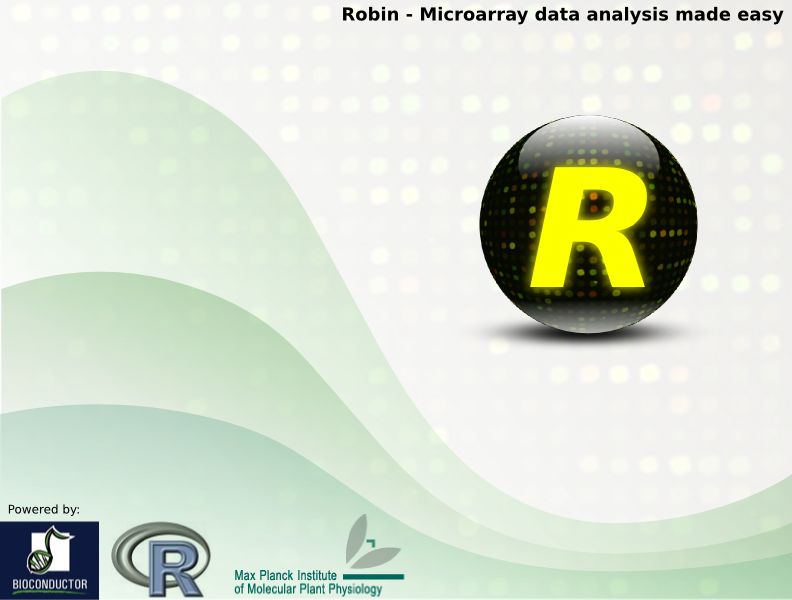 Robin - Microarray data analysis made easy
R
Powered by:
BIOCONDUCTOR
R
Max Planck Institute
of Molecular Plant Physiology